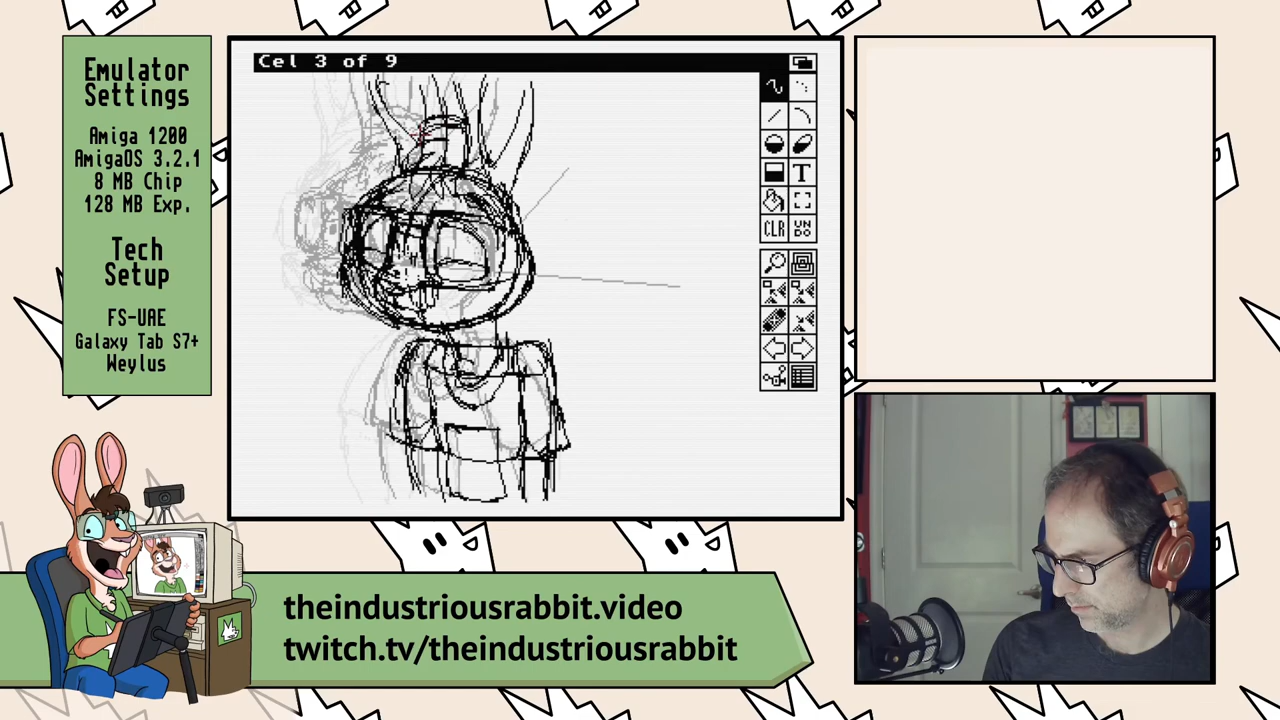 Emulator
Settings
Amiga 1200
AmigaOS 3.2.1
8 MB Chip
128 MB Exp.
Tech
Setup
FS-UAE
Galaxy Tab S7+
Weylus
Cel 3 of 9
T
CLR
UN
DO
theindustriousrabbit.video
twitch.tv/theindustriousrabbit